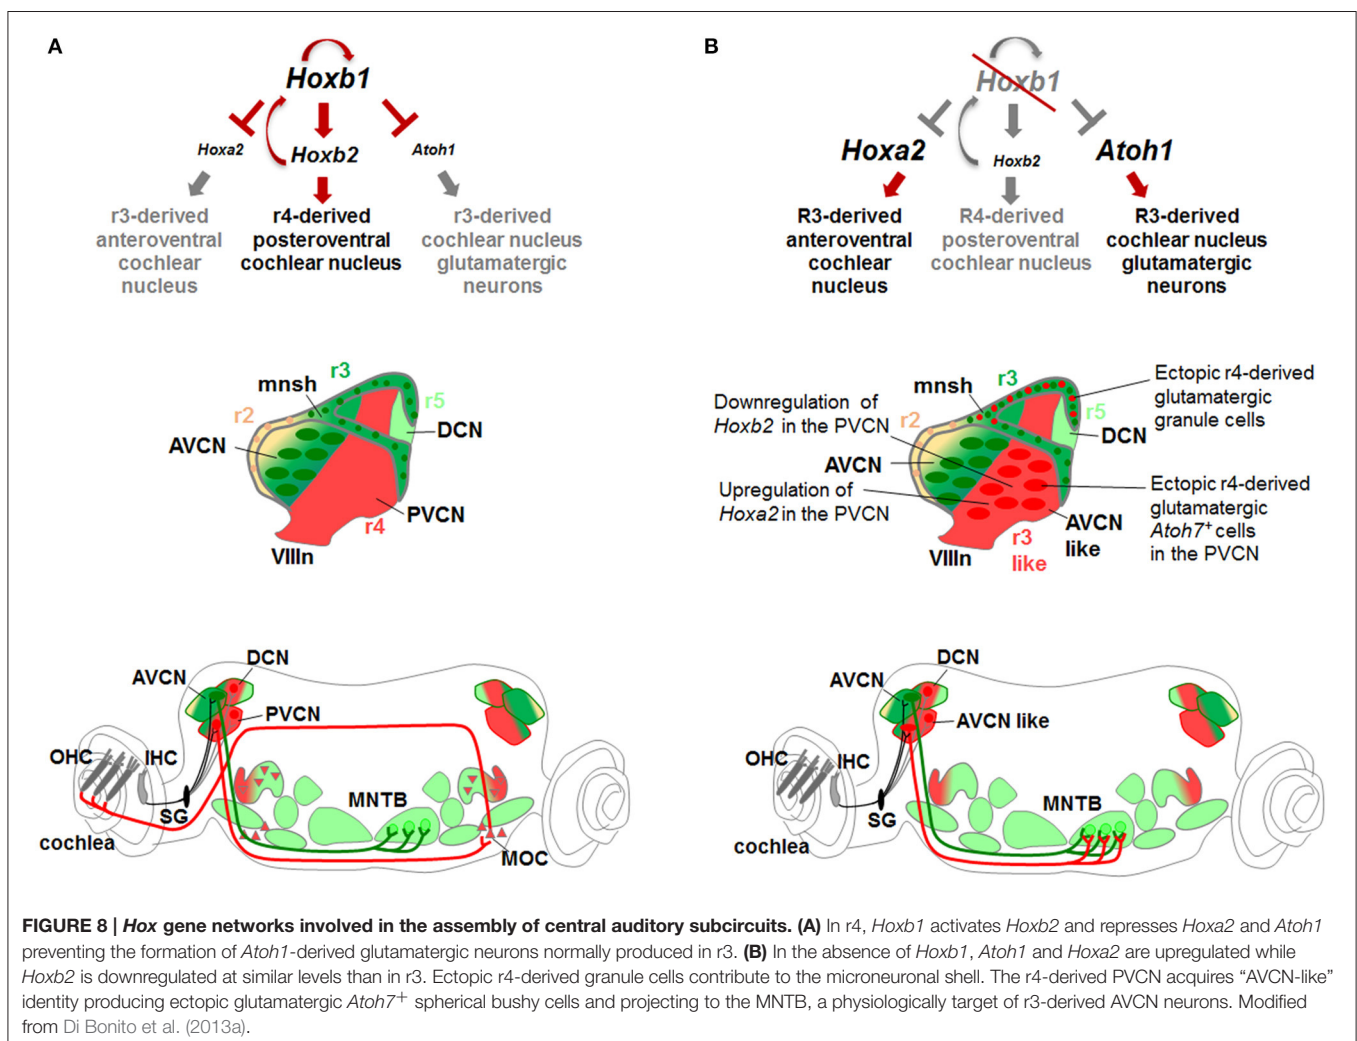 A
Hoxb1
Hoxa2
Hoxb2
Atoh1
r3-derived
anteroventral
cochlear
nucleus
r4-derived
posteroventral
cochlear nucleus
r3-derived
cochlear nucleus
glutamatergic
neurons
mnsh
r3
r2
r5
AVCN
DCN
PVCN
r4
VIIIn
DCN
AVCN
PVCN
OHC
IHC
SG
MNTB
cochlea
MOC
B
Hoxb1
Hoxa2
Hoxb2
Atoh1
R3-derived
anteroventral
cochlear
nucleus
R4-derived
posteroventral
cochlear nucleus
R3-derived
cochlear nucleus
glutamatergic
neurons
mnsh
r3
r2
r5
Ectopic r4-derived
glutamatergic
granule cells
Downregulation of
Hoxb2 in the PVCN
DCN
AVCN
Upregulation of
Hoxa2 in the PVCN
Ectopic r4-derived
glutamatergic
Atoh7+ cells
in the PVCN
AVCN
like
r3
like
VIIIn
DCN
AVCN
AVCN like
OHC
IHC
SG
MNTB
cochlea
FIGURE 8 | Hox gene networks involved in the assembly of central auditory subcircuits. (A) In r4, Hoxb1 activates Hoxb2 and represses Hoxa2 and Atoh1
preventing the formation of Atoh1-derived glutamatergic neurons normally produced in r3. (B) In the absence of Hoxb1, Atoh1 and Hoxa2 are upregulated while
Hoxb2 is downregulated at similar levels than in r3. Ectopic r4-derived granule cells contribute to the microneuronal shell. The r4-derived PVCN acquires “AVCN-like”
identity producing ectopic glutamatergic Atoh7+ spherical bushy cells and projecting to the MNTB, a physiologically target of r3-derived AVCN neurons. Modified
from Di Bonito et al. (2013a).